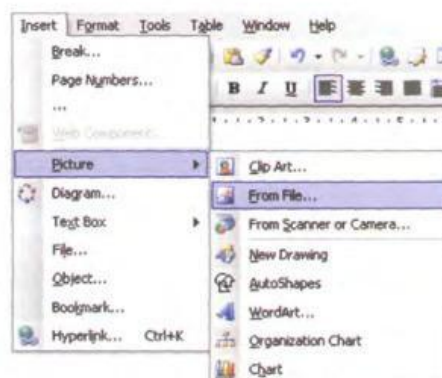 Insert Format Tools Table Window Help
Break...
Page Numbers...
...
Web Component...
B I U
Picture
Clip Art...
Diagram...
From File...
Text Box
From Scanner or Camera...
File...
New Drawing
Object...
AutoShapes
Bookmark...
WordArt...
Hyperlink... Ctrl+K
Organization Chart
Chart